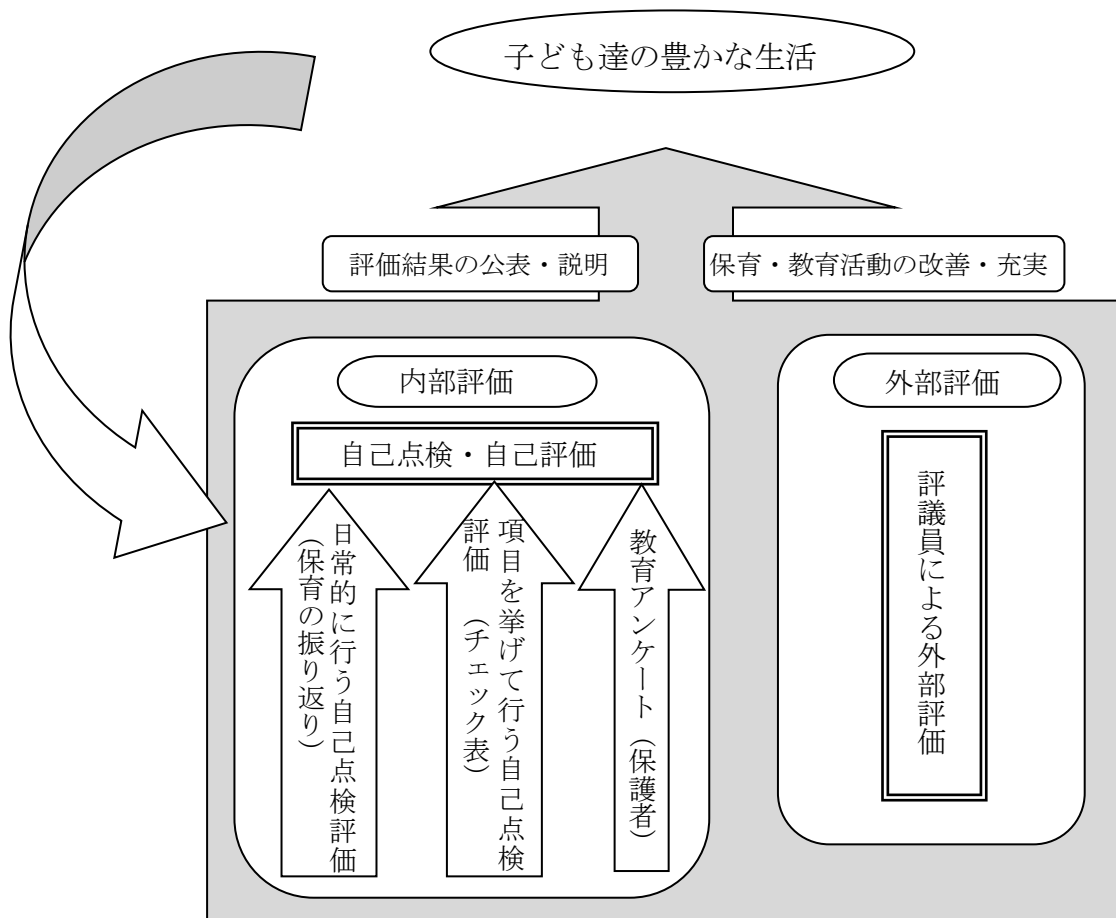 子ども達の豊かな生活
評価結果の公表・説明
保育・教育活動の改善・充実
内部評価
自己点検・自己評価
日常的に行う自己点検評価
(保育の振り返り)
項目を挙げて行う自己点検
評価　(チェック表)
教育アンケート(保護者)
外部評価
評議員による外部評価